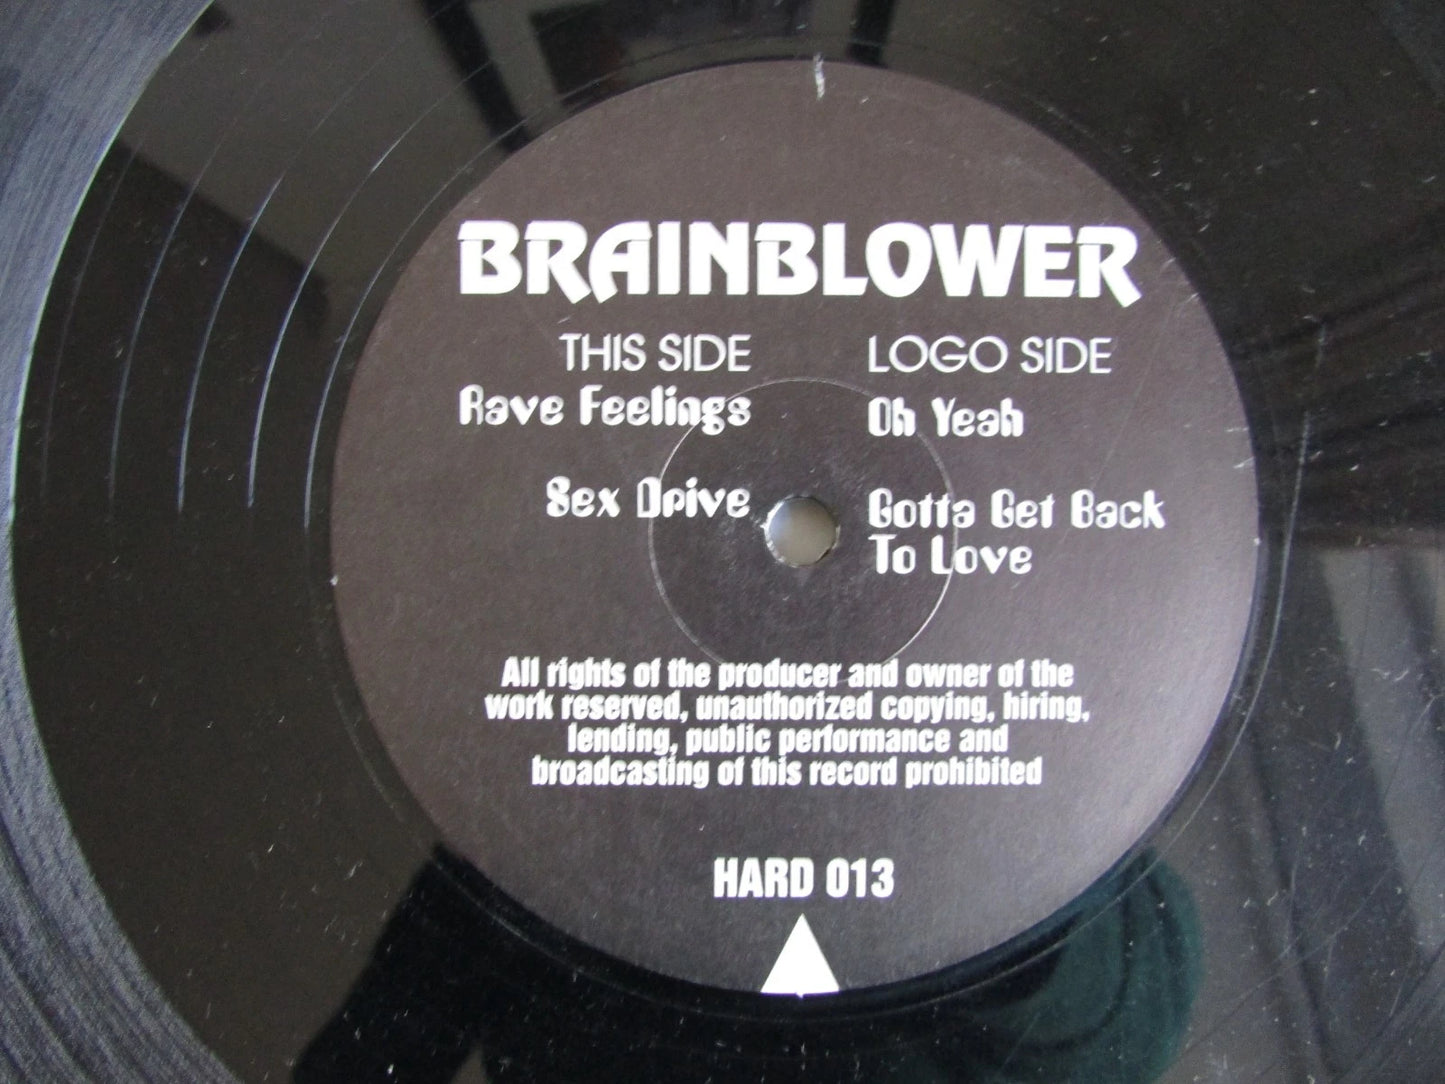 BRAINBLOWER
THIS SIDE
Rave Feelings
Sex Drive
LOGO SIDE
Oh Yeah
Gotta Get Back
To Love
All rights of the producer and owner of the
work reserved, unauthorized copying, hiring,
lending, public performance and
broadcasting of this record prohibited
HARD 013